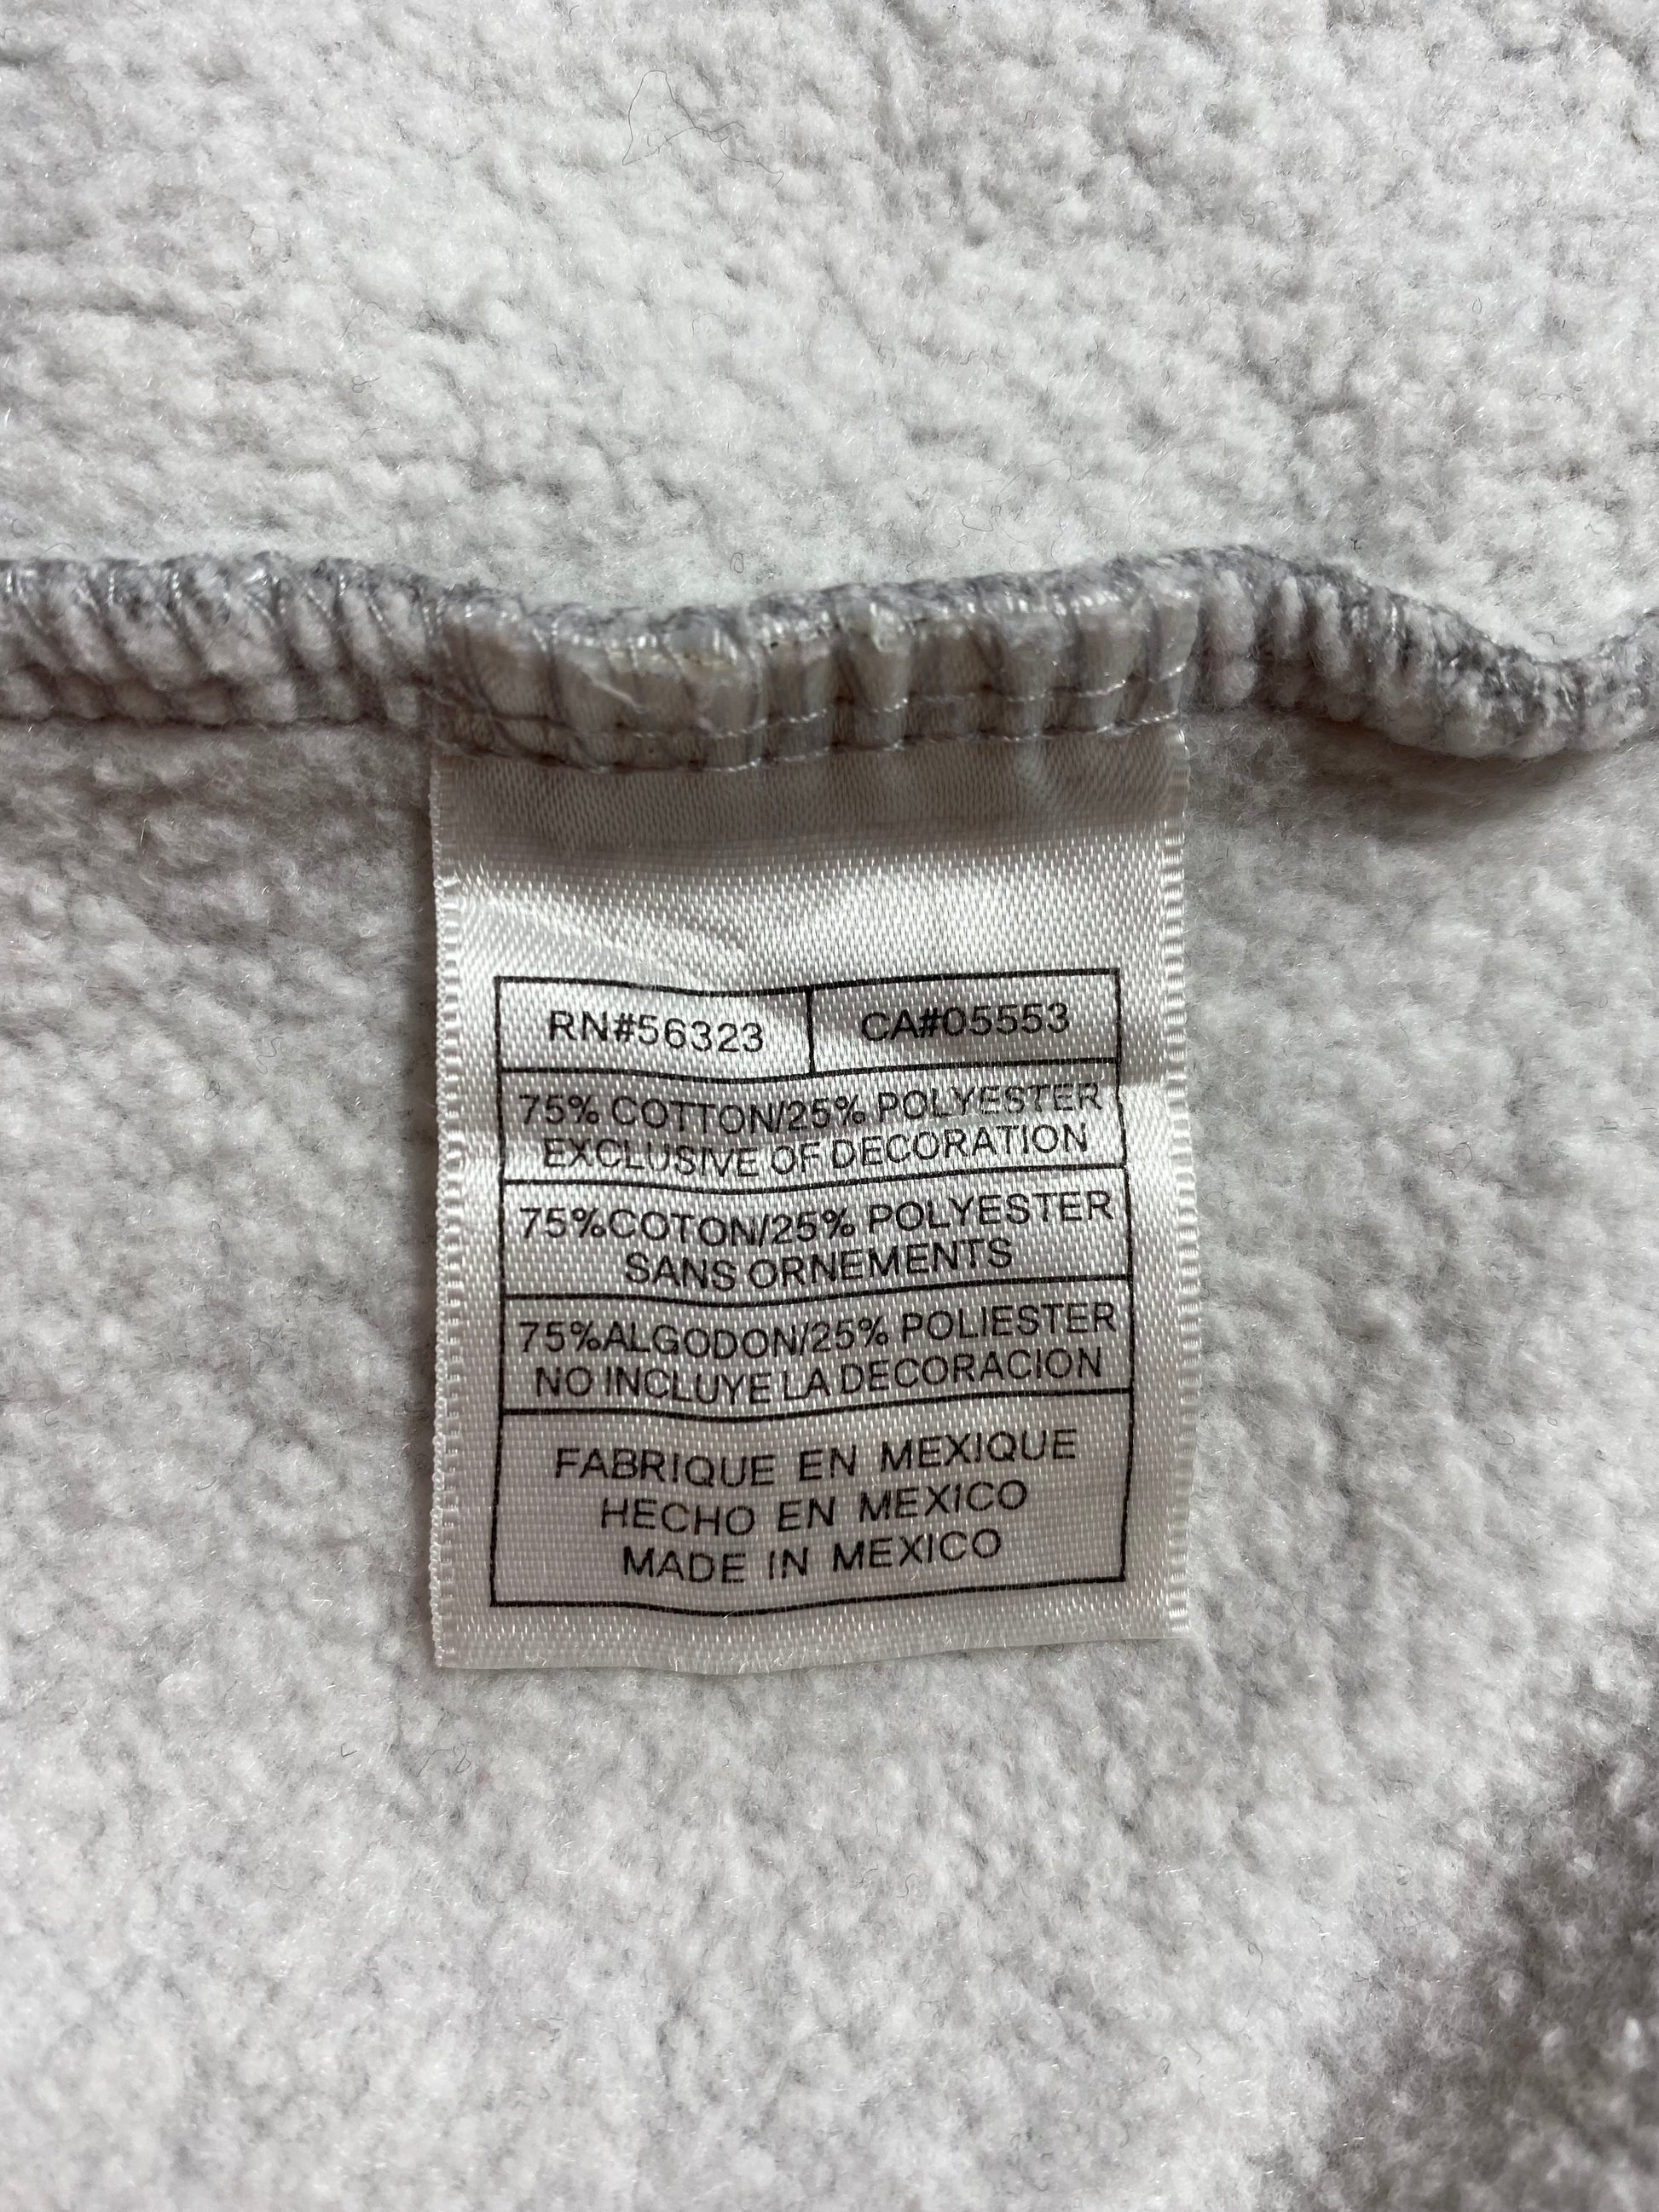 RN#56323 CA#05553
75% COTTON/25% POLYESTER
EXCLUSIVE OF DECORATION
75%COTON/25% POLYESTER
SANS ORNEMENTS
75%ALGODON/25% POLIESTER
NO INCLUYE LA DECORACION
FABRIQUE EN MEXIQUE
HECHO EN MEXICO
MADE IN MEXICO